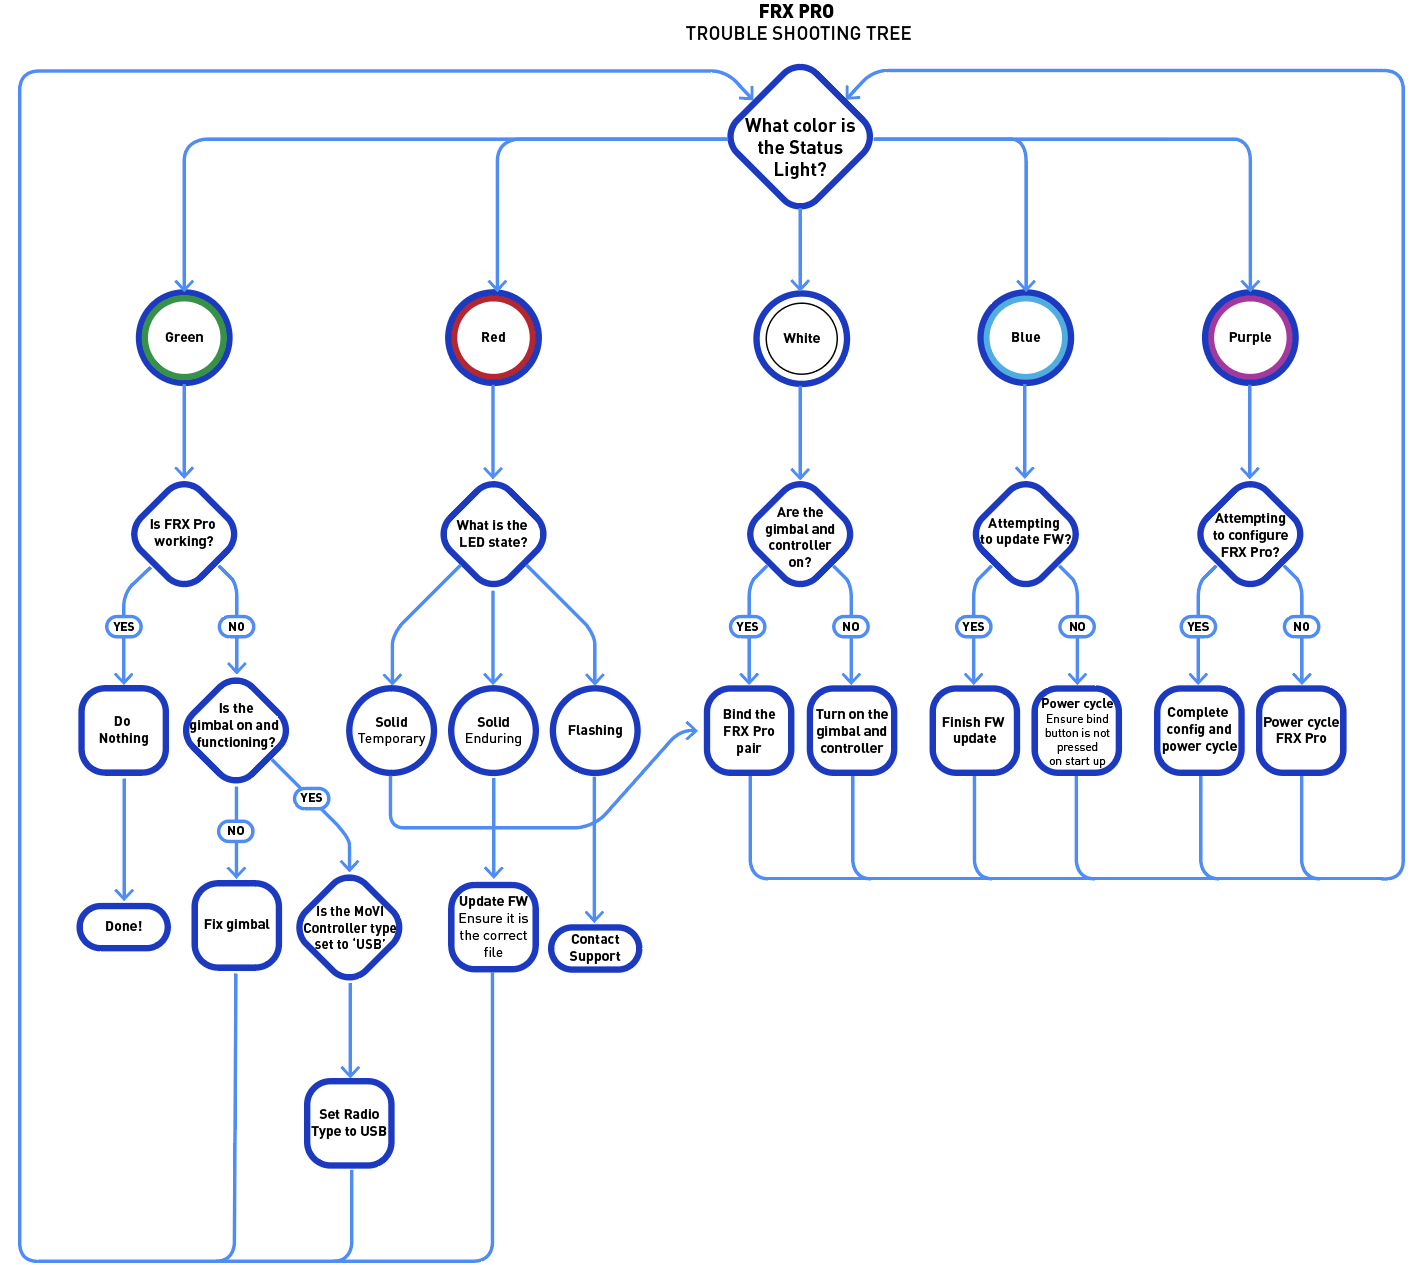 FRX PRO
TROUBLE SHOOTING TREE
What color is
the Status
Light?
Green
Red
White
Blue
Purple
Is FRX Pro
working?
What is the
LED state?
Are the
gimbal and
controller
on?
Attempting
to update FW?
Attempting
to configure
FRX Pro?
YES
NO
YES
NO
YES
NO
YES
NO
Do
Nothing
Is the
gimbal on and
functioning?
Solid
Temporary
Solid
Enduring
Flashing
Bind the
FRX Pro
pair
Turn on the
gimbal and
controller
Finish FW
update
Power cycle
Ensure bind
button is not
pressed
on start up
Complete
config and
power cycle
Power cycle
FRX Pro
YES
NO
Done!
Fix gimbal
Is the MoVI
Controller type
set to ‘USB’
Update FW
Ensure it is
the correct
file
Contact
Support
Set Radio
Type to USB